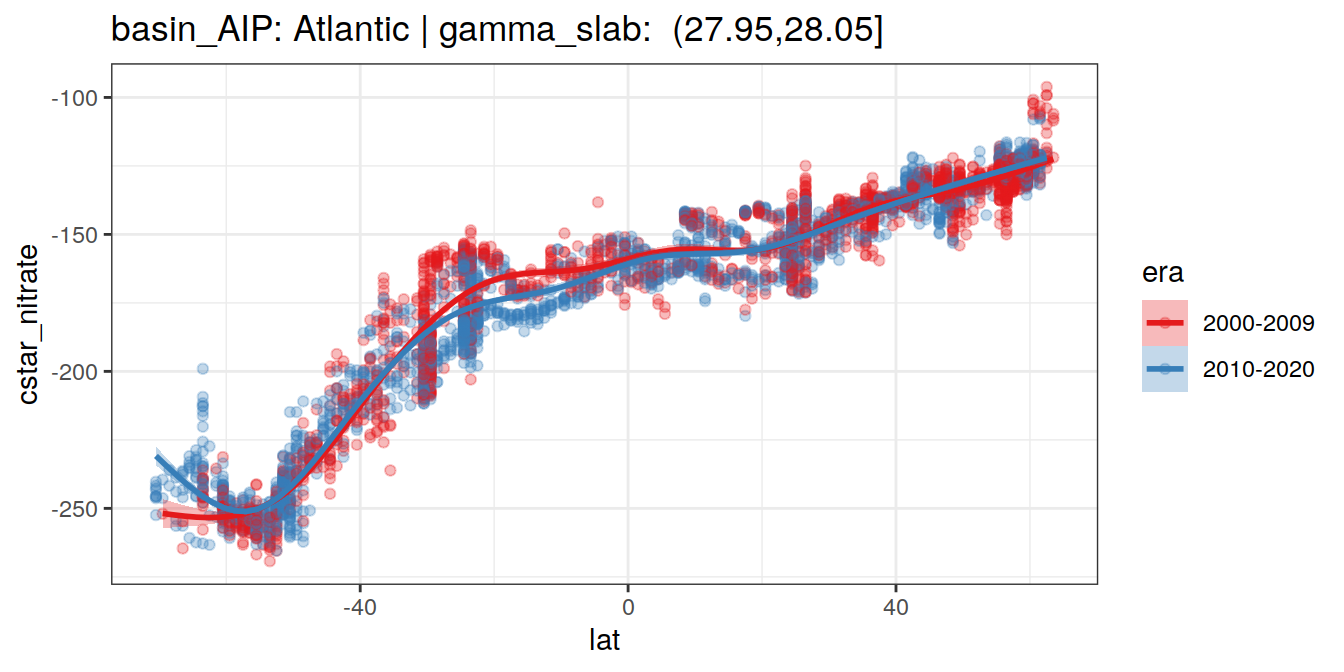 basin_AIP: Atlantic | gamma_slab:  (27.95,28.05]
-100
-150
-200
-250
cstar_nitrate
-40
0
40
lat
era
2000-2009
2010-2020